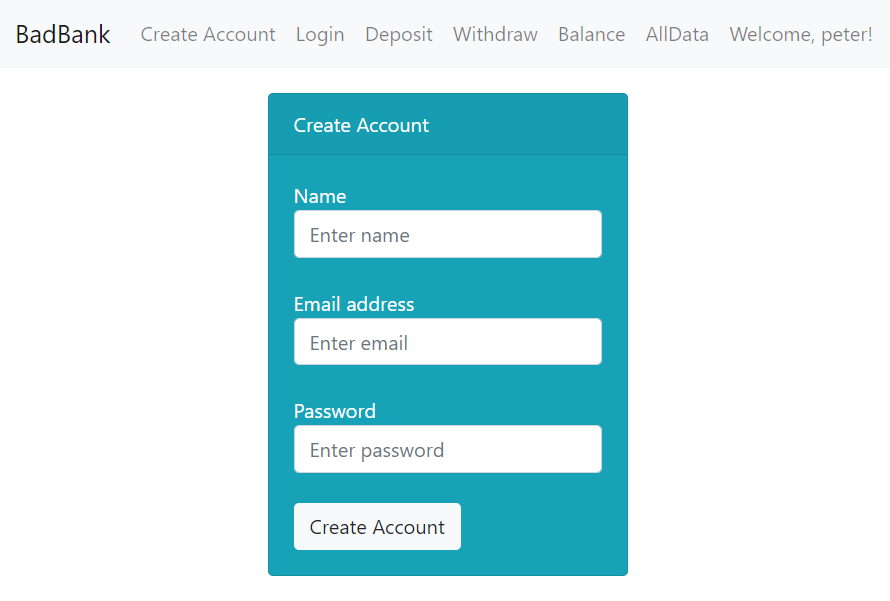 BadBank Create Account Login Deposit Withdraw Balance AllData Welcome, peter!
Create Account
Name
Enter name
Email address
Enter email
Password
Enter password
Create Account